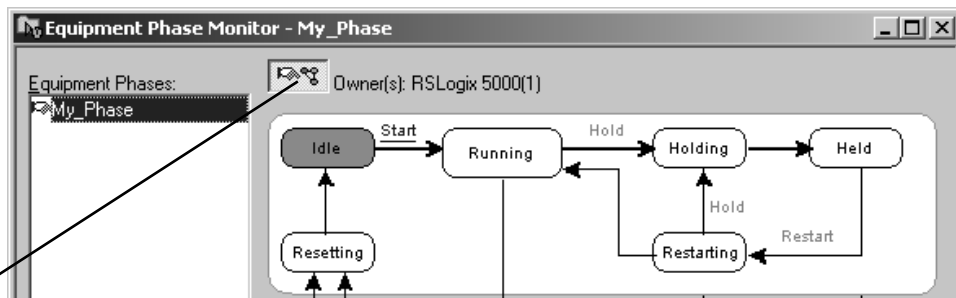 Equipment Phase Monitor - My_Phase
Equipment Phases:
Owner(s): RSLogix 5000(1)
My_Phase
Idle
Start
Running
Hold
Holding
Held
Hold
Resetting
Restarting
Restart